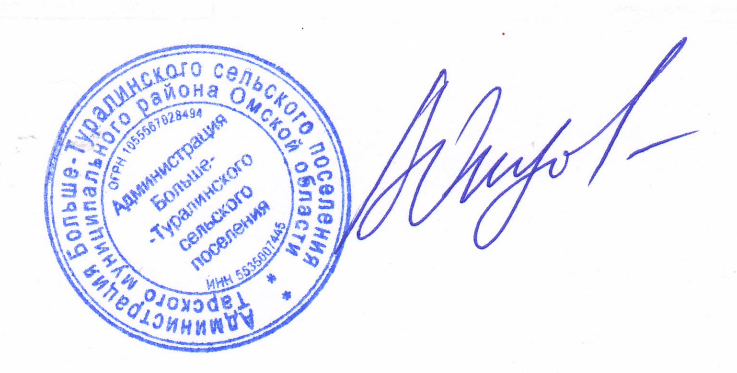 Администрация Больше-Туралинского сельского поселения
Тарского муниципального района Омской области
ОГРН 1055567028494
Администрация
Больше-
-Туралинского
сельского
поселения
ИНН 5535007445